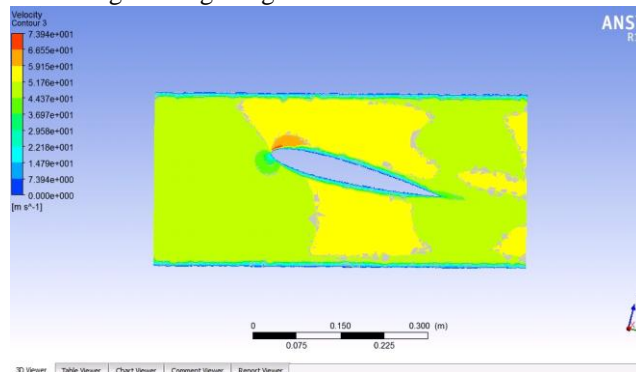 Velocity
Contour 3
7.394e+001
6.655e+001
5.915e+001
5.176e+001
4.437e+001
3.697e+001
2.958e+001
2.218e+001
1.479e+001
7.394e+000
0.000e+000
[m s^-1]
ANS
R1
0 0.150 0.300 (m)
0.075 0.225
3D Viewer Table Viewer Chart Viewer Comment Viewer Report Viewer